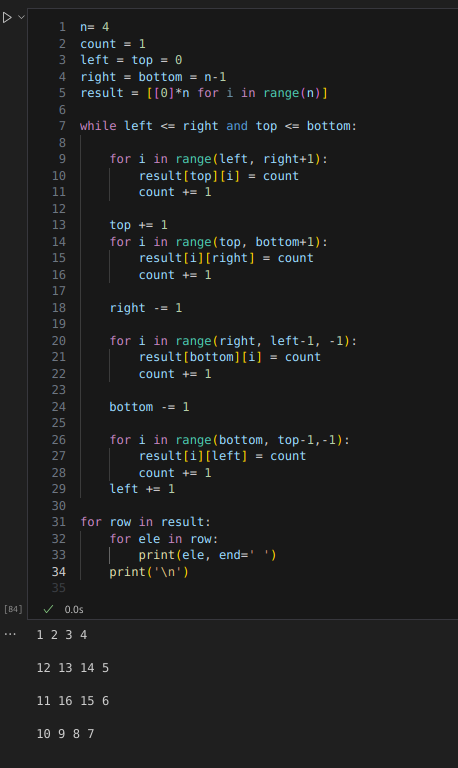 1 n= 4
2 count = 1
3 left = top = 0
4 right = bottom = n-1
5 result = [[0]*n for i in range(n)]
6
7 while left <= right and top <= bottom:
8
9     for i in range(left, right+1):
10         result[top][i] = count
11         count += 1
12
13     top += 1
14     for i in range(top, bottom+1):
15         result[i][right] = count
16         count += 1
17
18     right -= 1
19
20     for i in range(right, left-1, -1):
21         result[bottom][i] = count
22         count += 1
23
24     bottom -= 1
25
26     for i in range(bottom, top-1,-1):
27         result[i][left] = count
28         count += 1
29     left += 1
30
31 for row in result:
32     for ele in row:
33         print(ele, end=' ')
34     print('\n')
35
[84] ✓ 0.0s
... 1 2 3 4
12 13 14 5
11 16 15 6
10 9 8 7